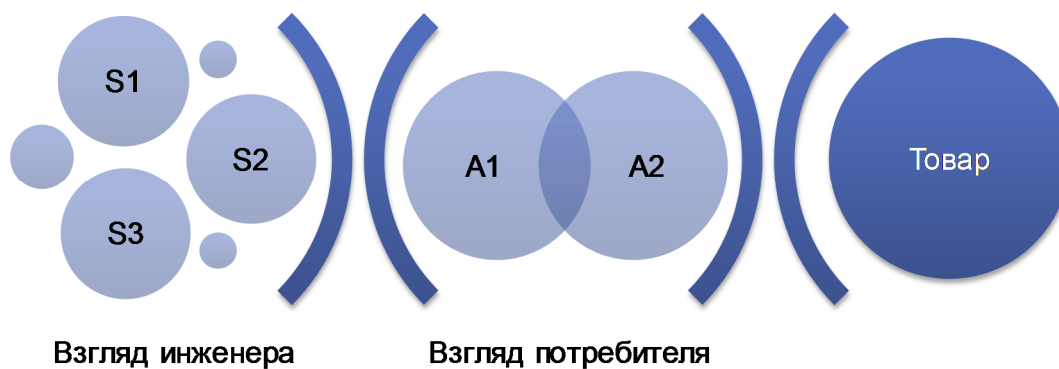 S1
S2
S3
A1
A2
Товар
Взгляд инженера
Взгляд потребителя